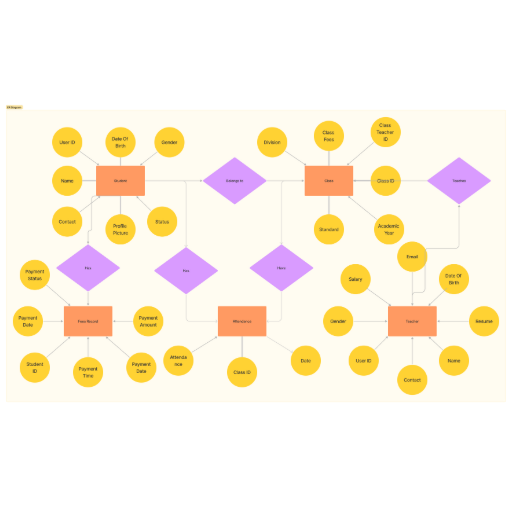 ER Diagram
User ID
Date Of
Birth
Gender
Division
Class
Fees
Class
Teacher
ID
Name
Student
Belongs to
Class
Class ID
Teaches
Contact
Profile
Picture
Status
Standard
Academic
Year
Email
Payment
Status
Has
Has
Have
Salary
Date Of
Birth
Payment
Date
Fees Record
Payment
Amount
Attendance
Gender
Teacher
Resume
Student
ID
Payment
Time
Payment
Date
Attenda
nce
Class ID
Date
User ID
Contact
Name